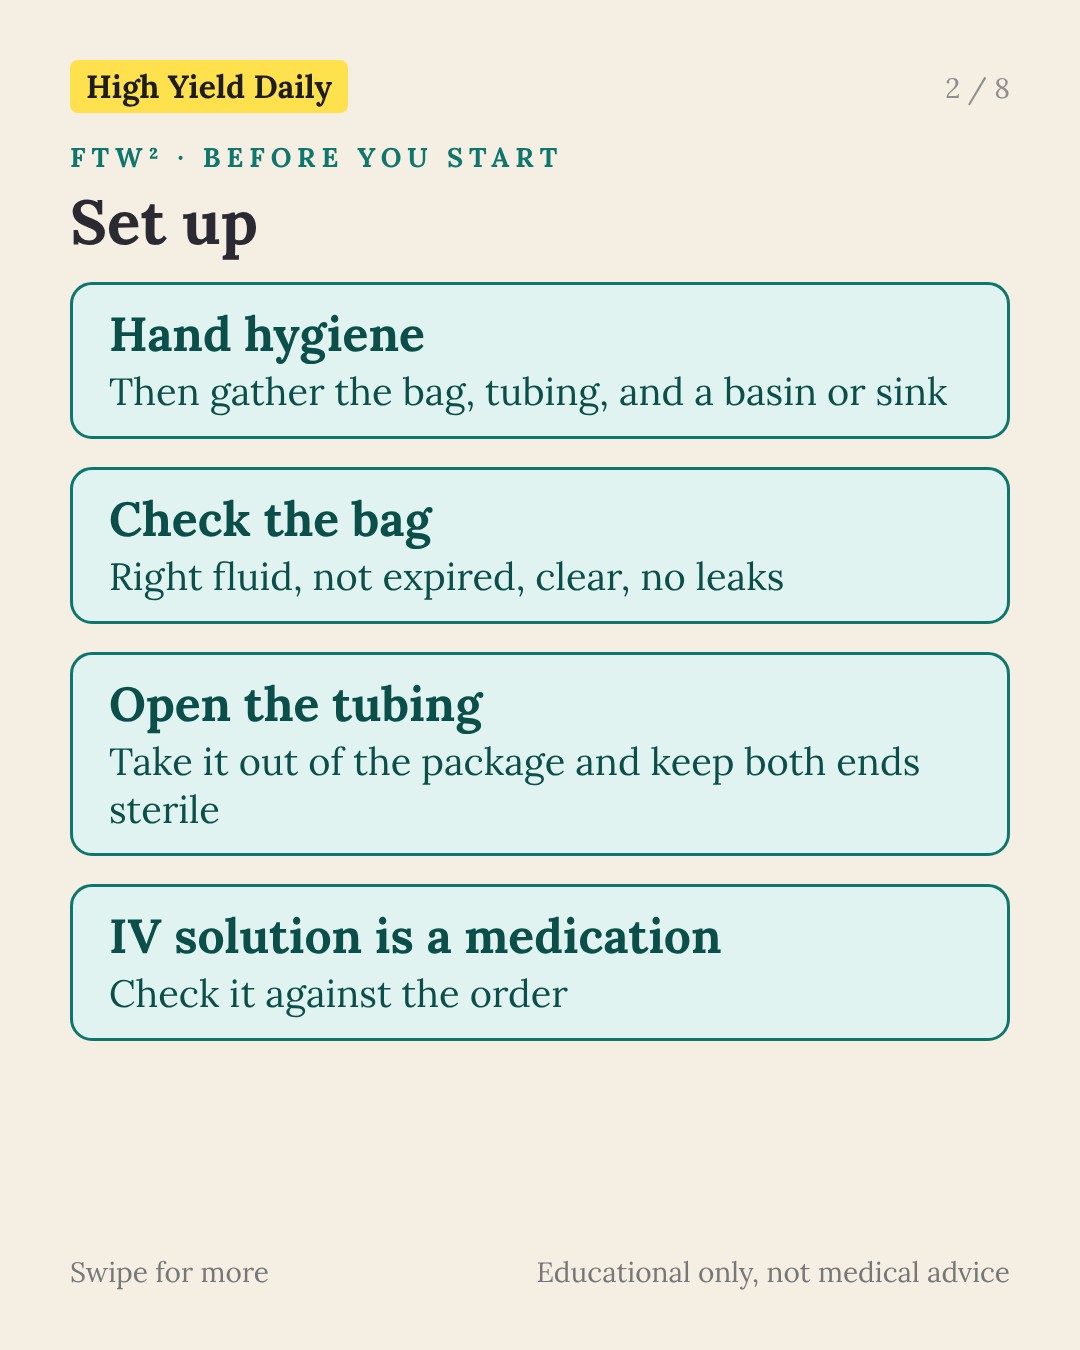 High Yield Daily
2 / 8
FTW² · BEFORE YOU START
Set up
Hand hygiene
Then gather the bag, tubing, and a basin or sink
Check the bag
Right fluid, not expired, clear, no leaks
Open the tubing
Take it out of the package and keep both ends
sterile
IV solution is a medication
Check it against the order
Swipe for more
Educational only, not medical advice